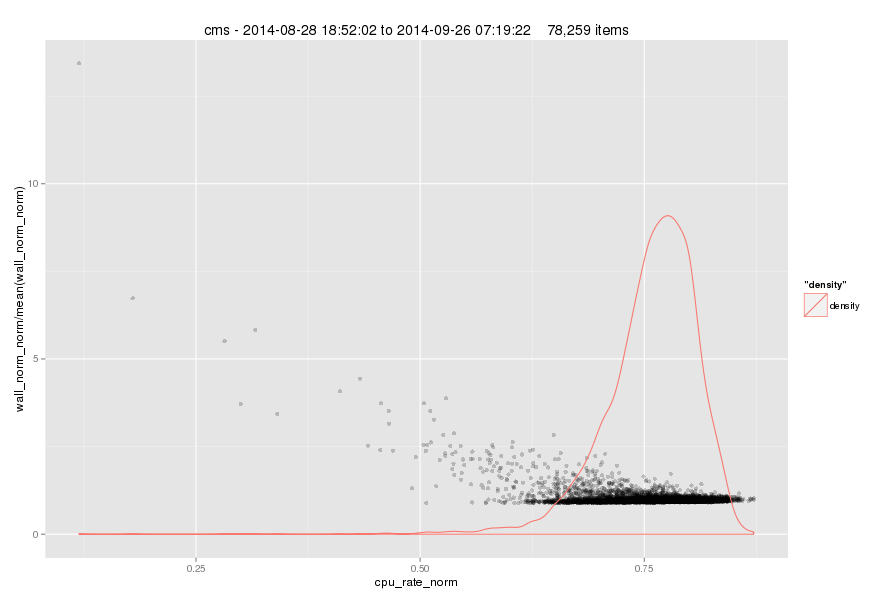 cms - 2014-08-28 18:52:02 to 2014-09-26 07:19:22    78,259 items
wall_norm_norm/mean(wall_norm_norm)
10
5
0
0.25
0.50
0.75
cpu_rate_norm
"density"
density